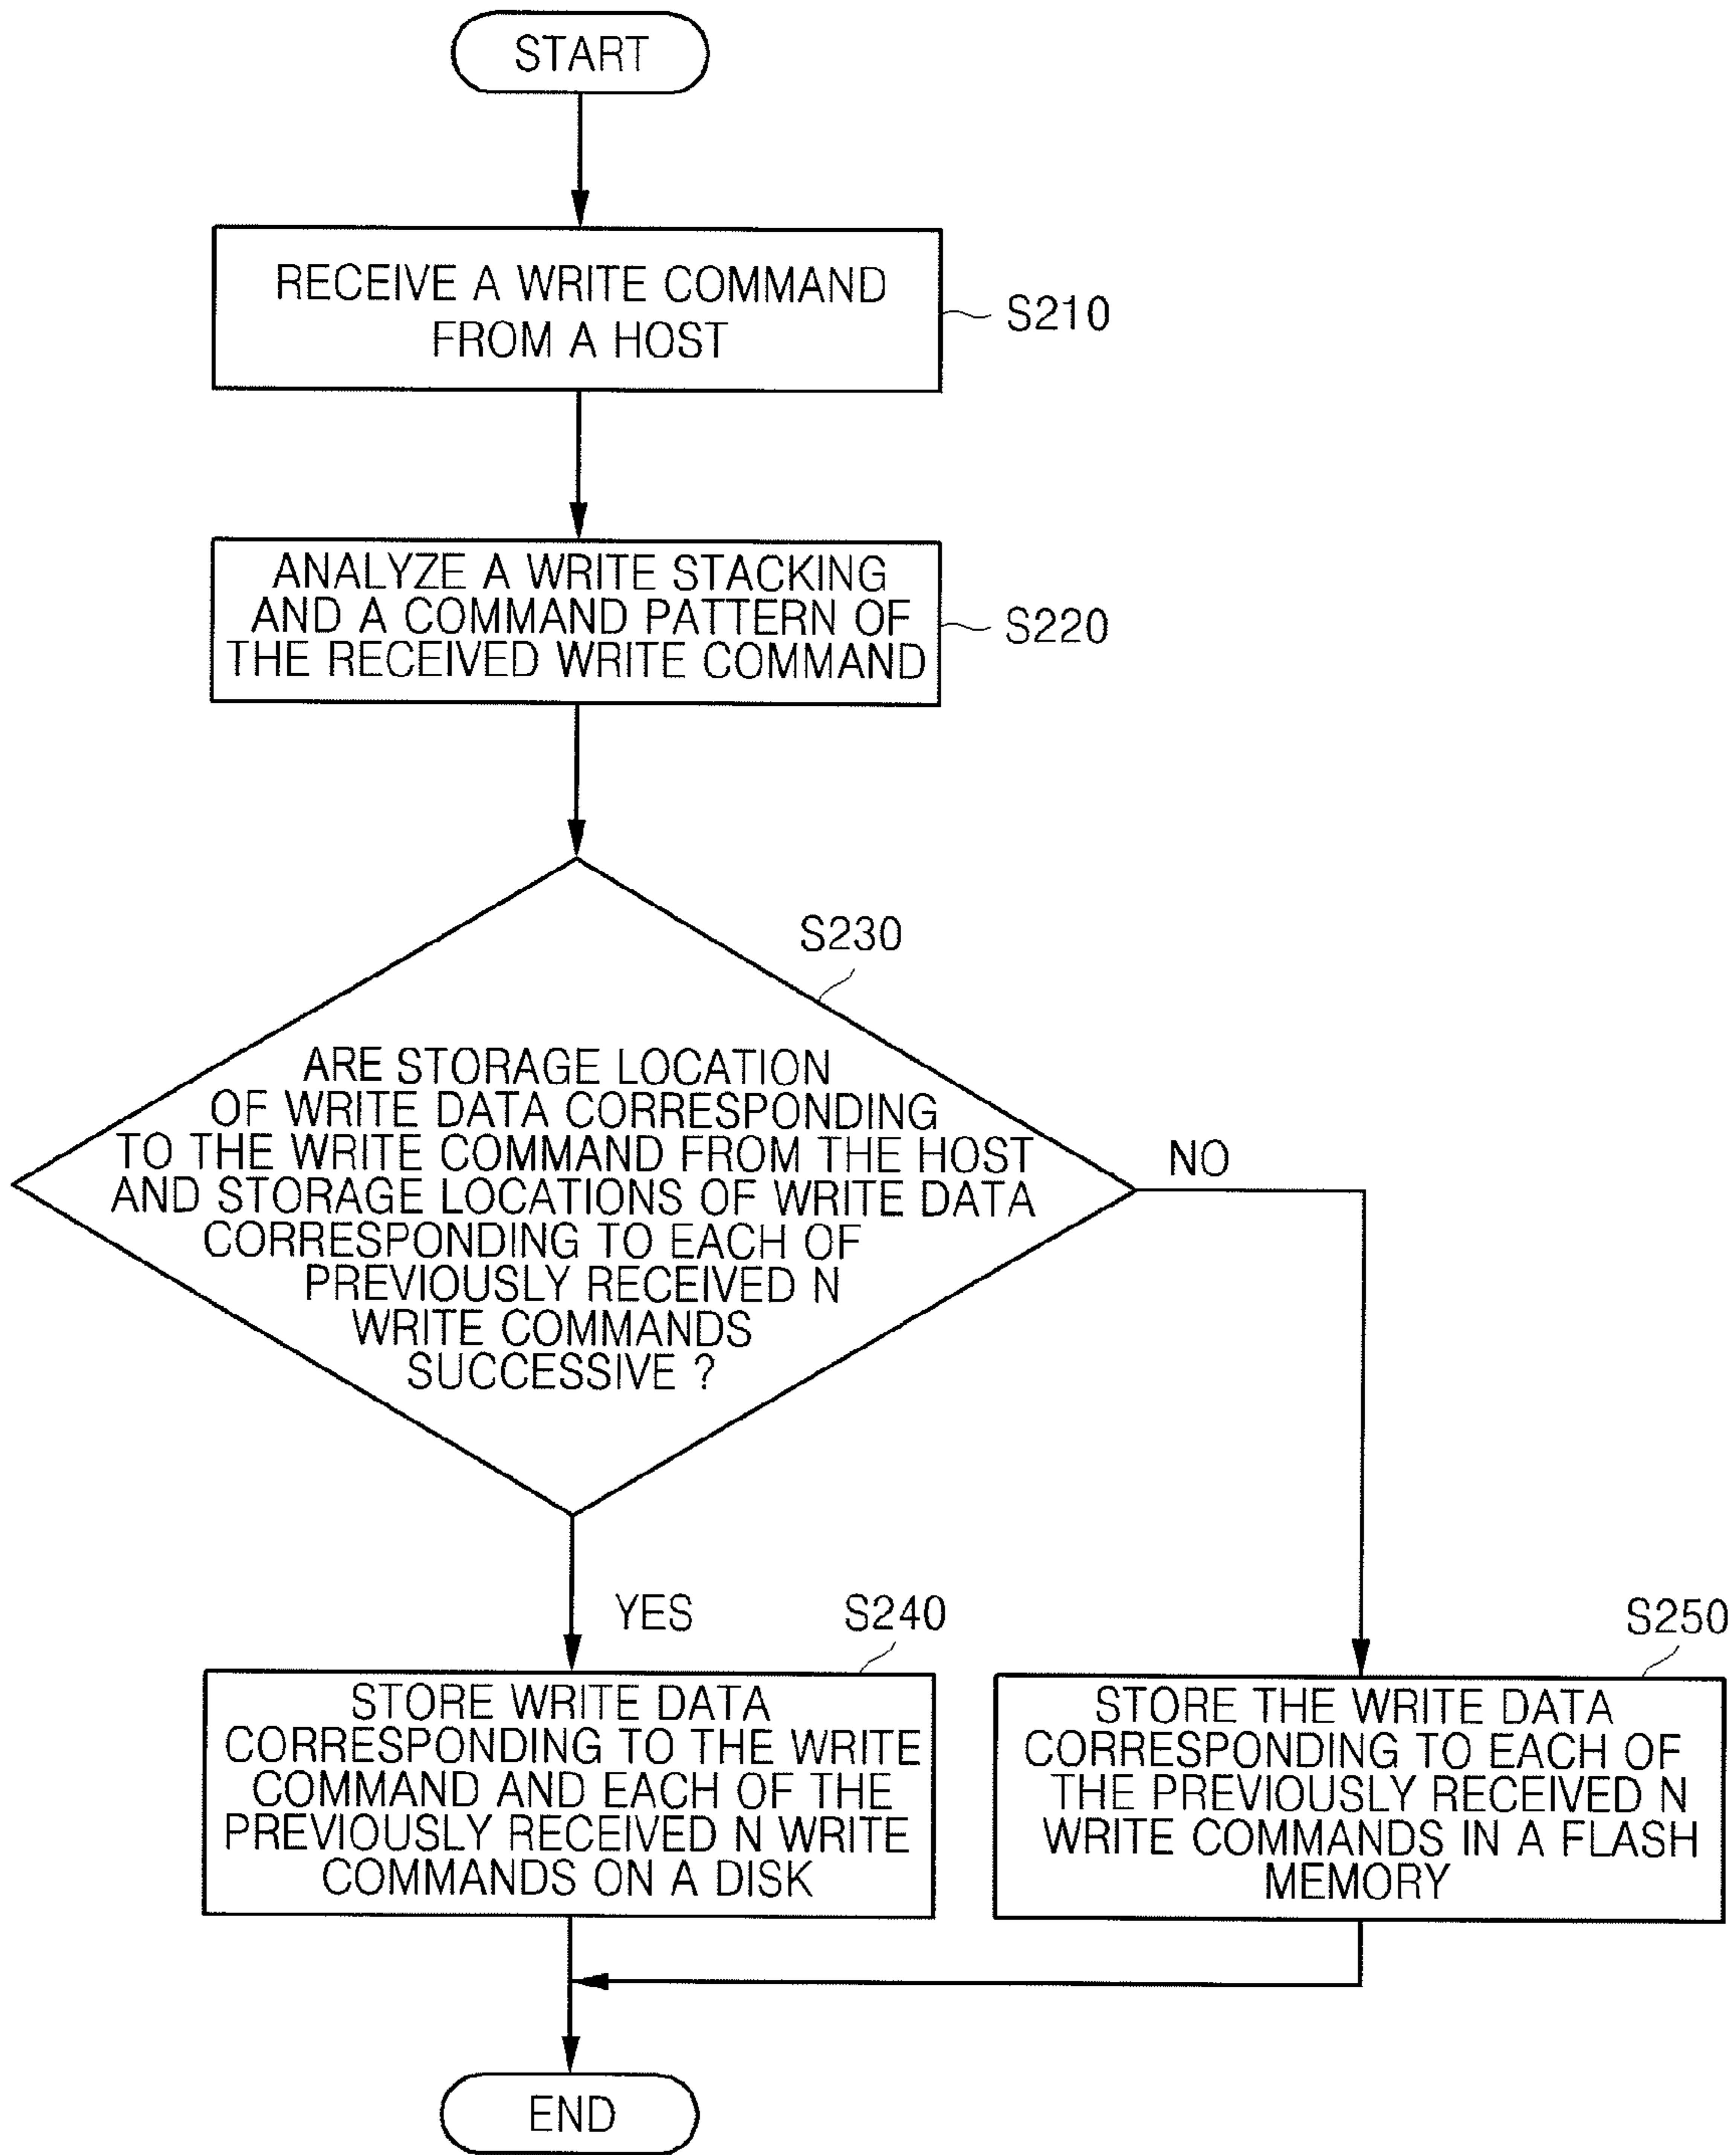 START
RECEIVE A WRITE COMMAND
FROM A HOST
S210
ANALYZE A WRITE STACKING
AND A COMMAND PATTERN OF
THE RECEIVED WRITE COMMAND
S220
S230
ARE STORAGE LOCATION
OF WRITE DATA CORRESPONDING
TO THE WRITE COMMAND FROM THE HOST
AND STORAGE LOCATIONS OF WRITE DATA
CORRESPONDING TO EACH OF
PREVIOUSLY RECEIVED N
WRITE COMMANDS
SUCCESSIVE ?
NO
YES
S240
STORE WRITE DATA
CORRESPONDING TO THE WRITE
COMMAND AND EACH OF THE
PREVIOUSLY RECEIVED N WRITE
COMMANDS ON A DISK
S250
STORE THE WRITE DATA
CORRESPONDING TO EACH OF
THE PREVIOUSLY RECEIVED N
WRITE COMMANDS IN A FLASH
MEMORY
END